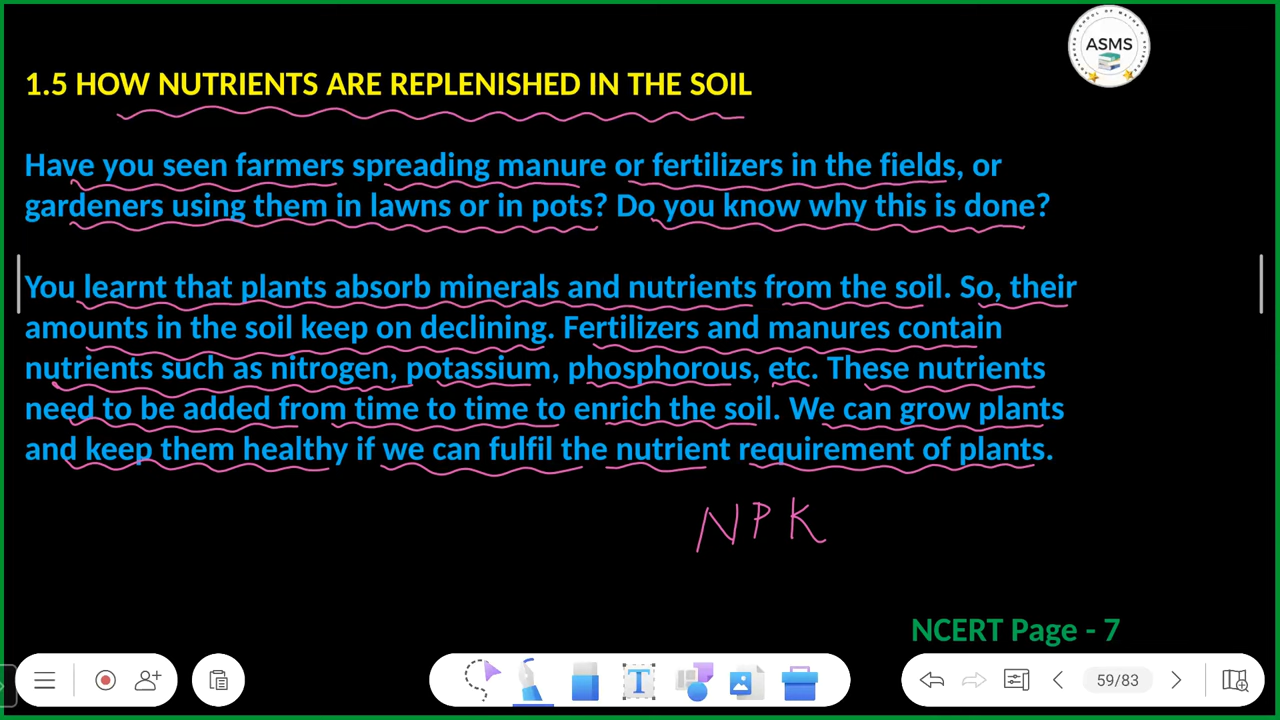 ASMS
1.5 HOW NUTRIENTS ARE REPLENISHED IN THE SOIL
Have you seen farmers spreading manure or fertilizers in the fields, or
gardeners using them in lawns or in pots? Do you know why this is done?
You learnt that plants absorb minerals and nutrients from the soil. So, their
amounts in the soil keep on declining. Fertilizers and manures contain
nutrients such as nitrogen, potassium, phosphorous, etc. These nutrients
need to be added from time to time to enrich the soil. We can grow plants
and keep them healthy if we can fulfil the nutrient requirement of plants.
NPK
NCERT Page - 7
59/83